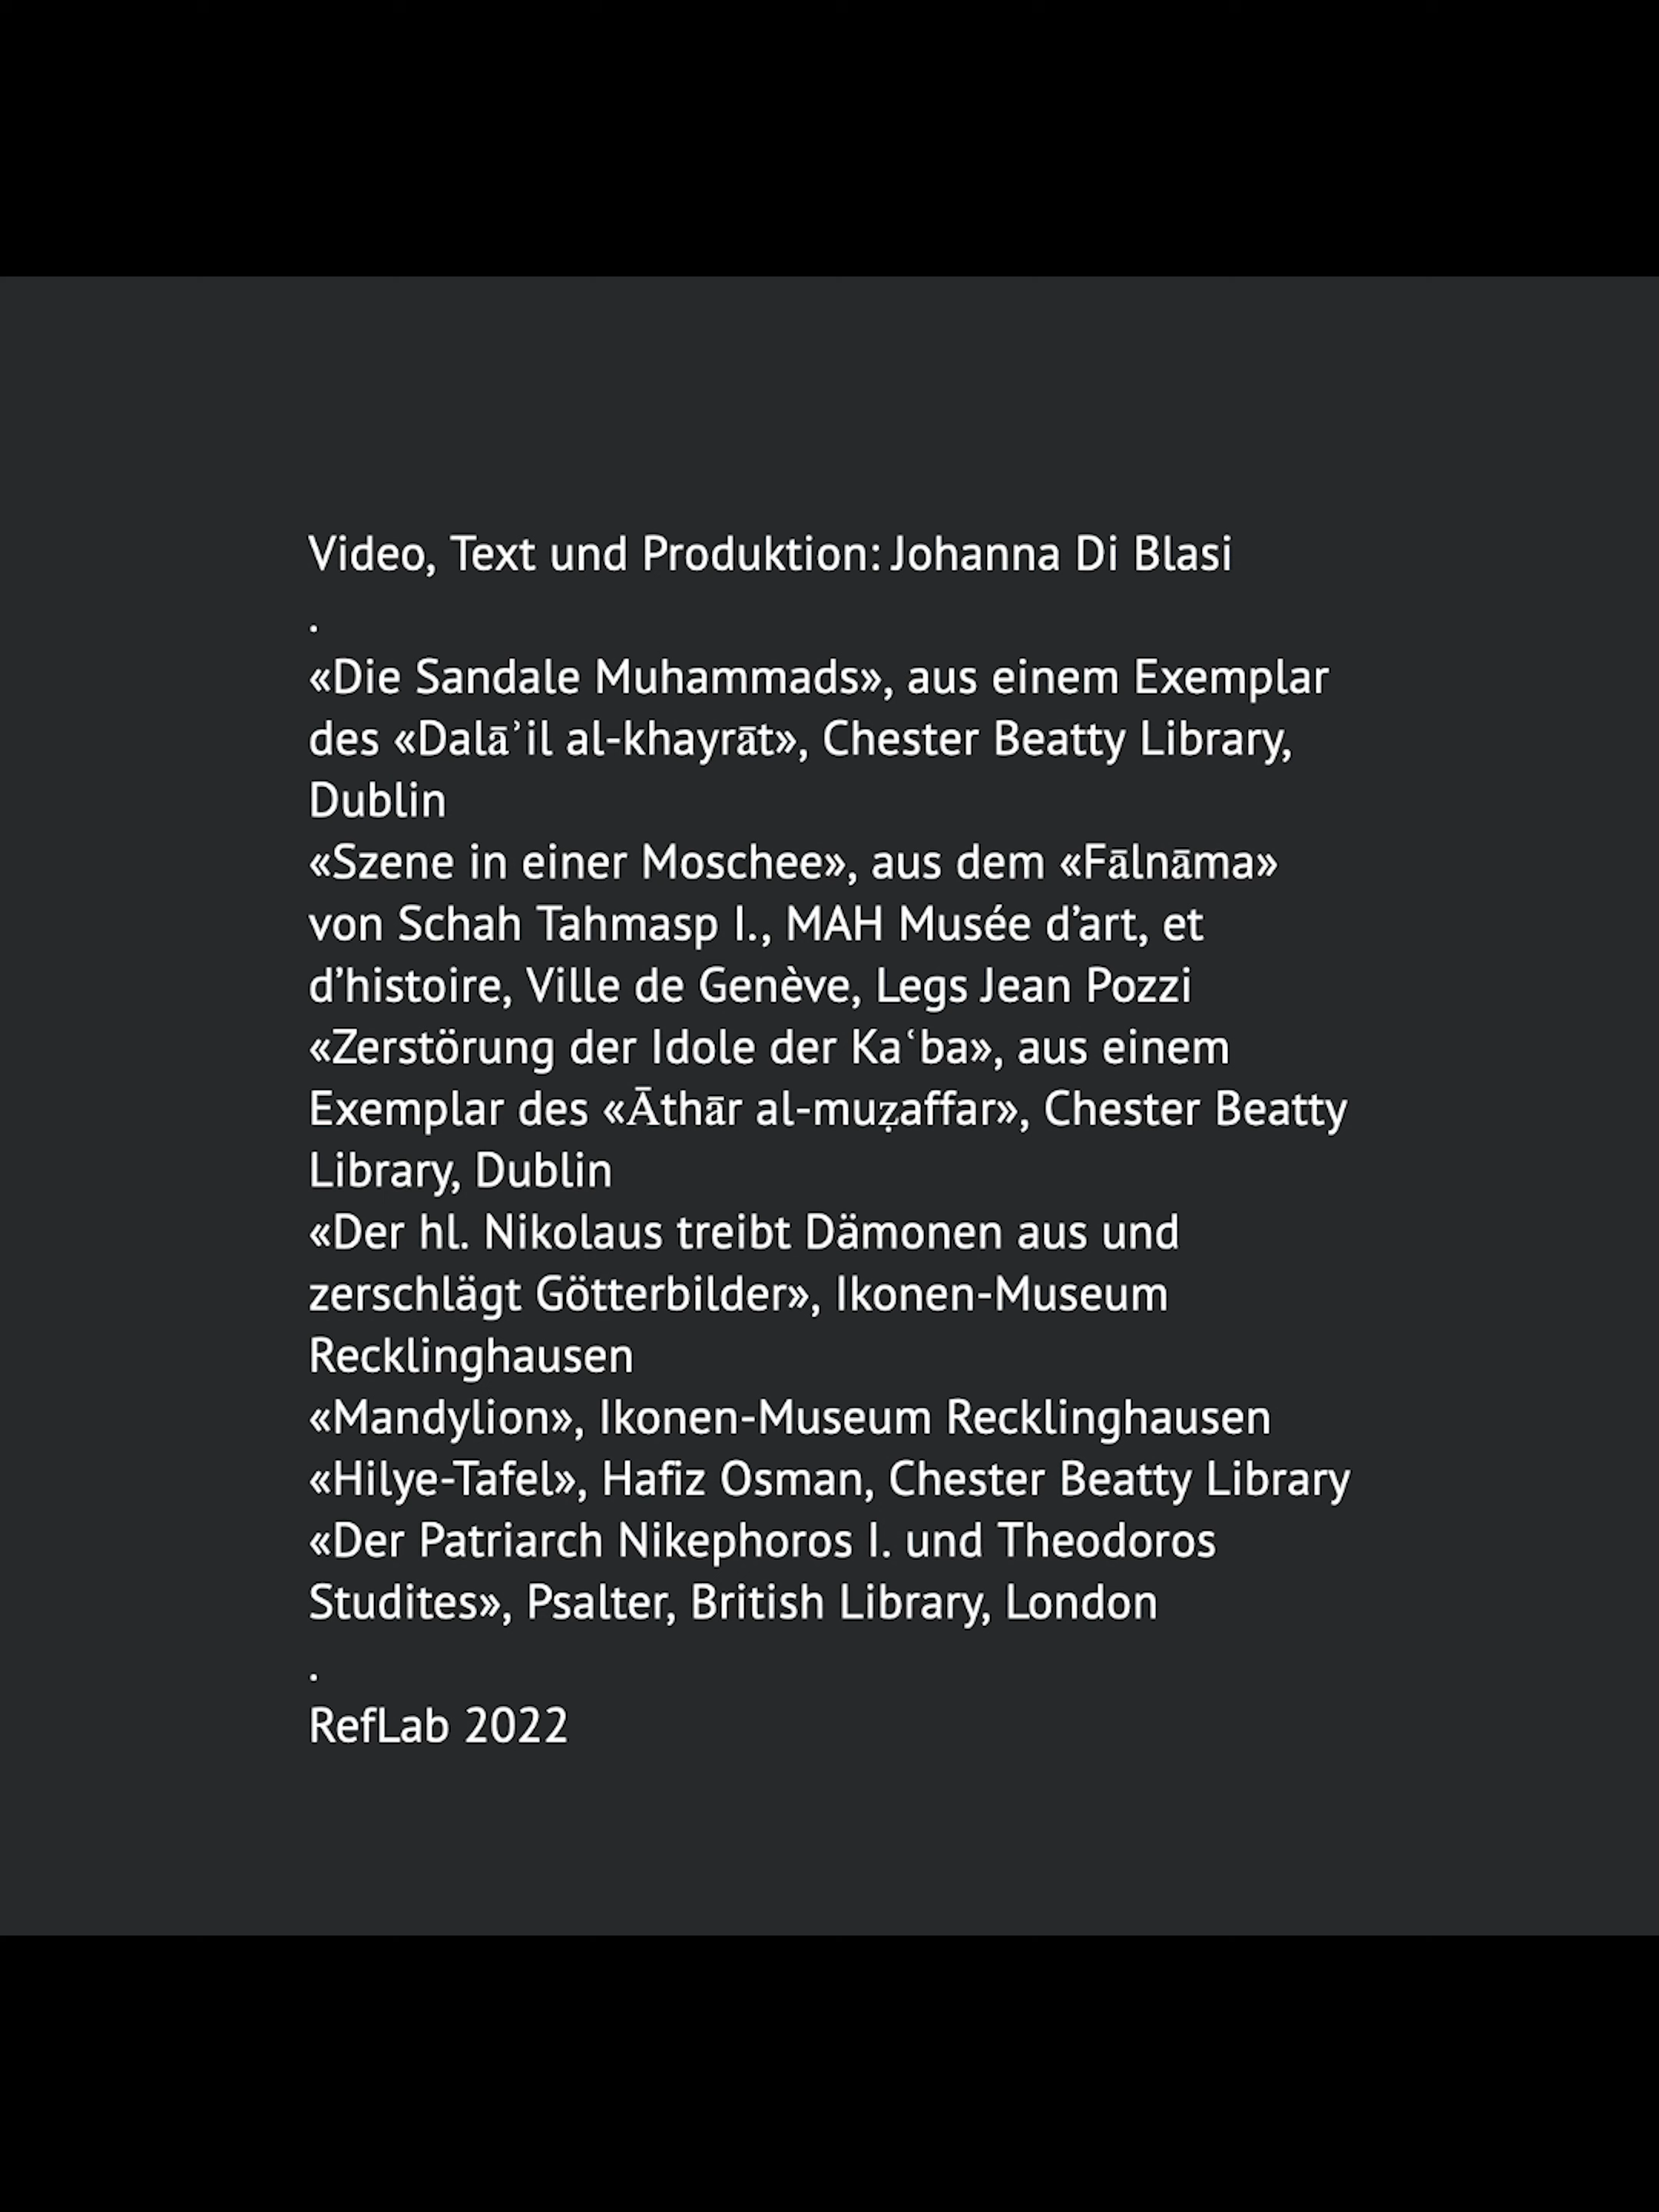 Video, Text und Produktion: Johanna Di Blasi
.
«Die Sandale Muhammads», aus einem Exemplar
des «Dalāʾil al-khayrāt», Chester Beatty Library,
Dublin
«Szene in einer Moschee», aus dem «Fālnāma»
von Schah Tahmasp I., MAH Musée d’art, et
d’histoire, Ville de Genève, Legs Jean Pozzi
«Zerstörung der Idole der Kaʿba», aus einem
Exemplar des «Āthār al-muẓaffar», Chester Beatty
Library, Dublin
«Der hl. Nikolaus treibt Dämonen aus und
zerschlägt Götterbilder», Ikonen-Museum
Recklinghausen
«Mandylion», Ikonen-Museum Recklinghausen
«Hilye-Tafel», Hafiz Osman, Chester Beatty Library
«Der Patriarch Nikephoros I. und Theodoros
Studites», Psalter, British Library, London
.
RefLab 2022